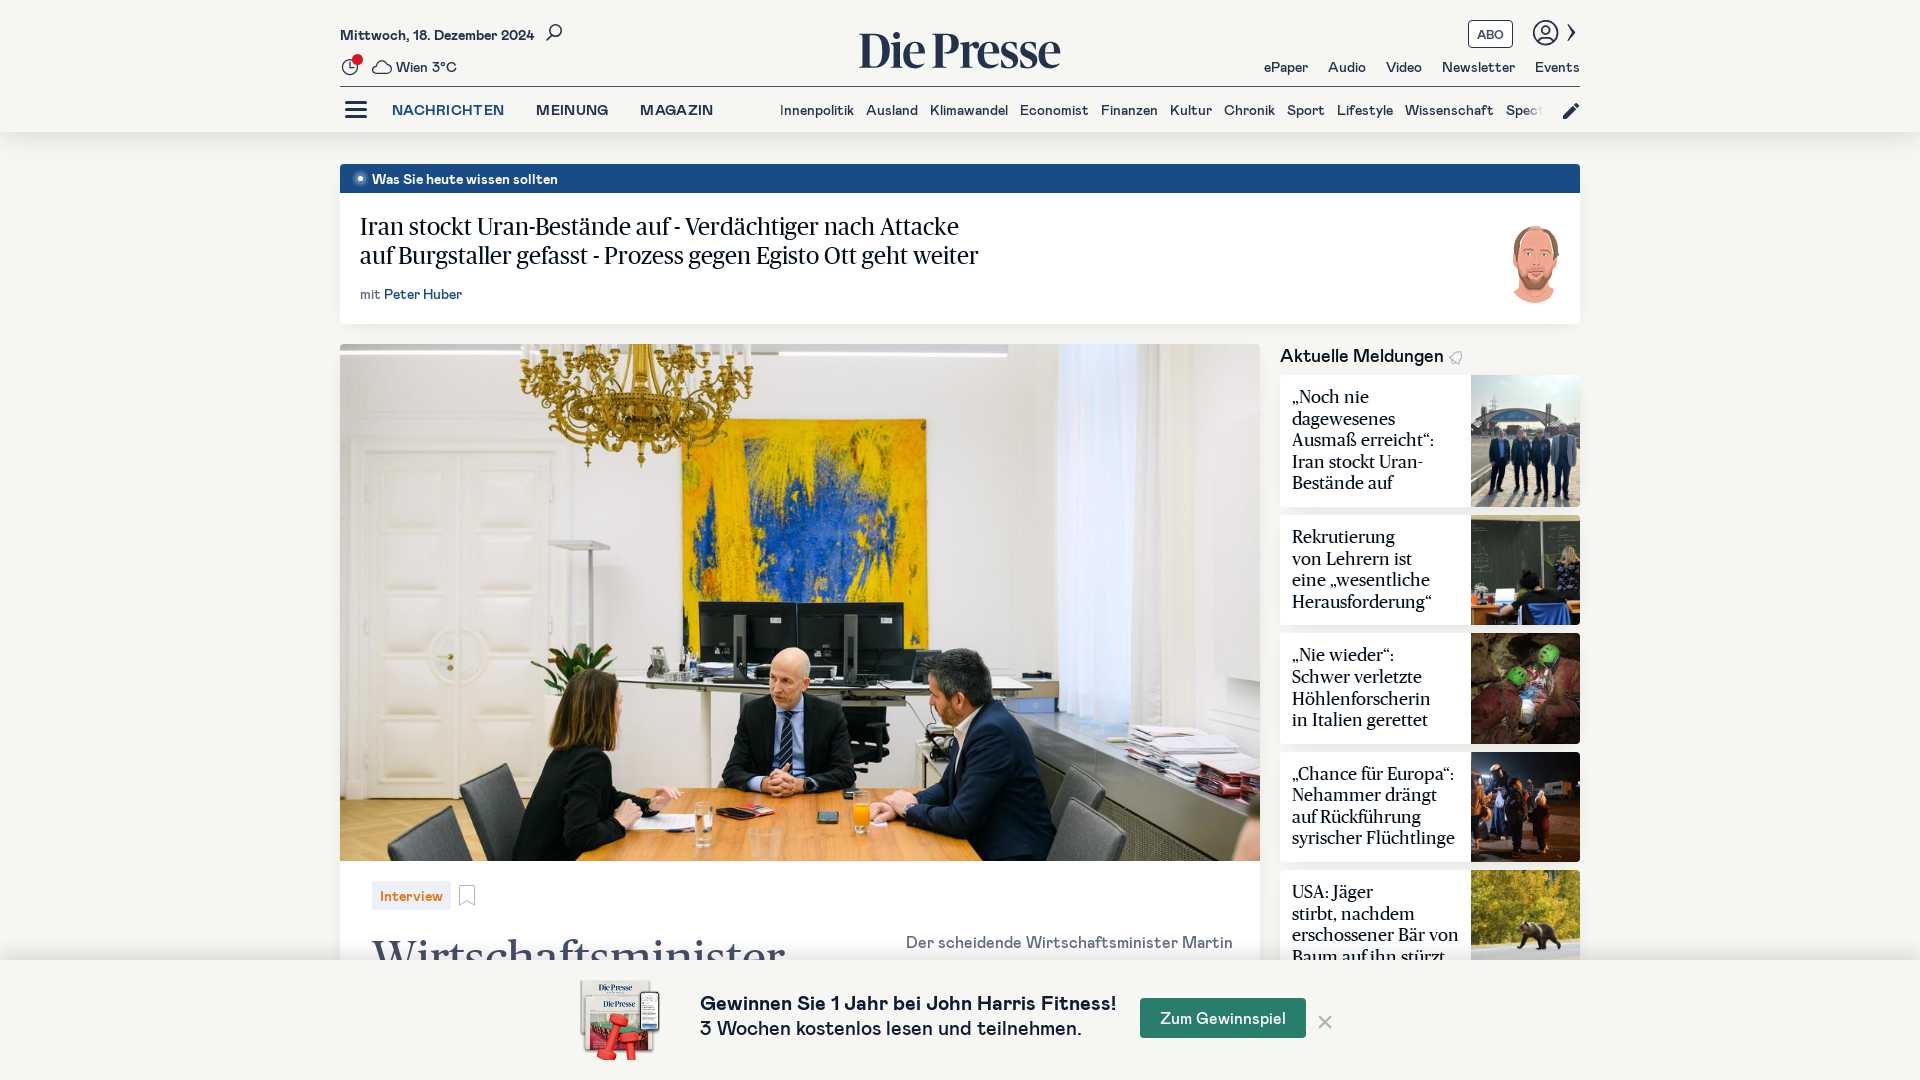 Mittwoch, 18. Dezember 2024
Wien 3°C
Die Presse
ABO
ePaper Audio Video Newsletter Events
NACHRICHTEN MEINUNG MAGAZIN
Innenpolitik Ausland Klimawandel Economist Finanzen Kultur Chronik Sport Lifestyle Wissenschaft Spect
Was Sie heute wissen sollten
Iran stockt Uran-Bestände auf - Verdächtiger nach Attacke
auf Burgstaller gefasst - Prozess gegen Egisto Ott geht weiter
mit Peter Huber
Interview
Wirtschaftsminister
Der scheidende Wirtschaftsminister Martin
Aktuelle Meldungen
„Noch nie
dagewesenes
Ausmaß erreicht“:
Iran stockt Uran-
Bestände auf
Rekrutierung
von Lehrern ist
eine „wesentliche
Herausforderung“
„Nie wieder“:
Schwer verletzte
Höhlenforscherin
in Italien gerettet
„Chance für Europa“:
Nehammer drängt
auf Rückführung
syrischer Flüchtlinge
USA: Jäger
stirbt, nachdem
erschossener Bär von
Baum auf ihn stürzt
Die Presse
Die Presse
Gewinnen Sie 1 Jahr bei John Harris Fitness!
3 Wochen kostenlos lesen und teilnehmen.
Zum Gewinnspiel